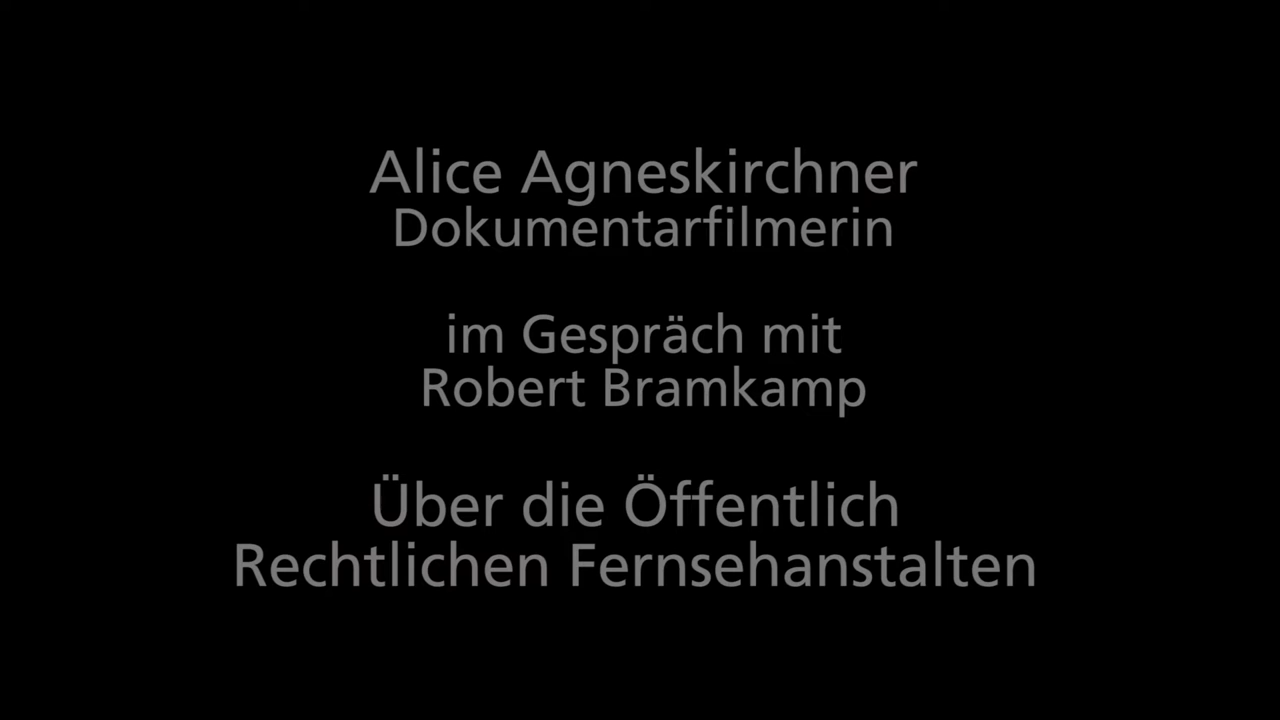 Alice Agneskirchner
Dokumentarfilmerin
im Gespräch mit
Robert Bramkamp
Über die Öffentlich
Rechtlichen Fernsehanstalten